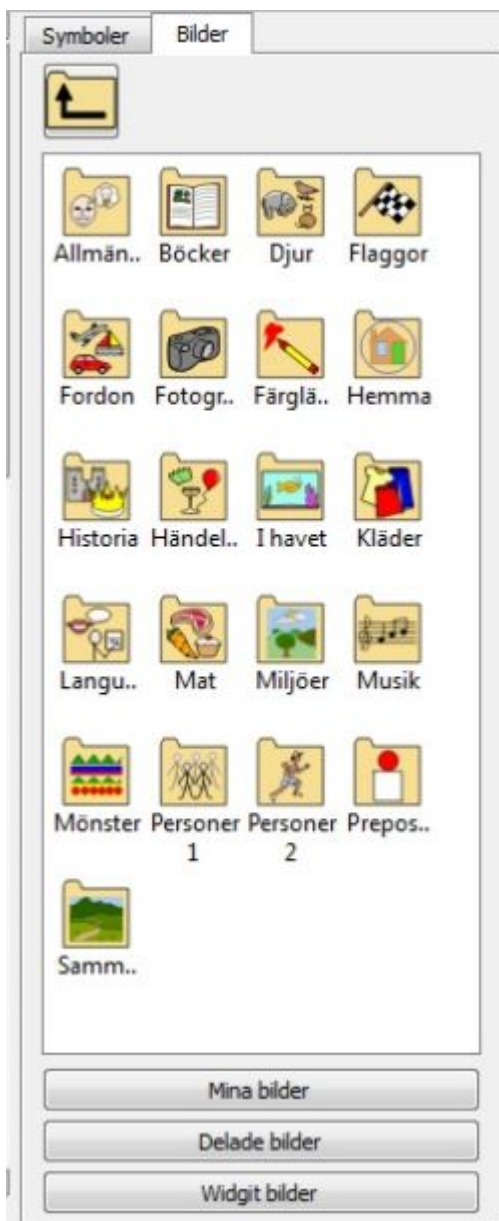 Symboler Bilder
Allmän.. Böcker Djur Flaggor
Fordon Fotogr.. Färglä.. Hemma
Historia Händel.. I havet Kläder
Langu.. Mat Miljöer Musik
Mönster Personer Personer Prepos..
1 2
Samm..
Mina bilder
Delade bilder
Widgit bilder